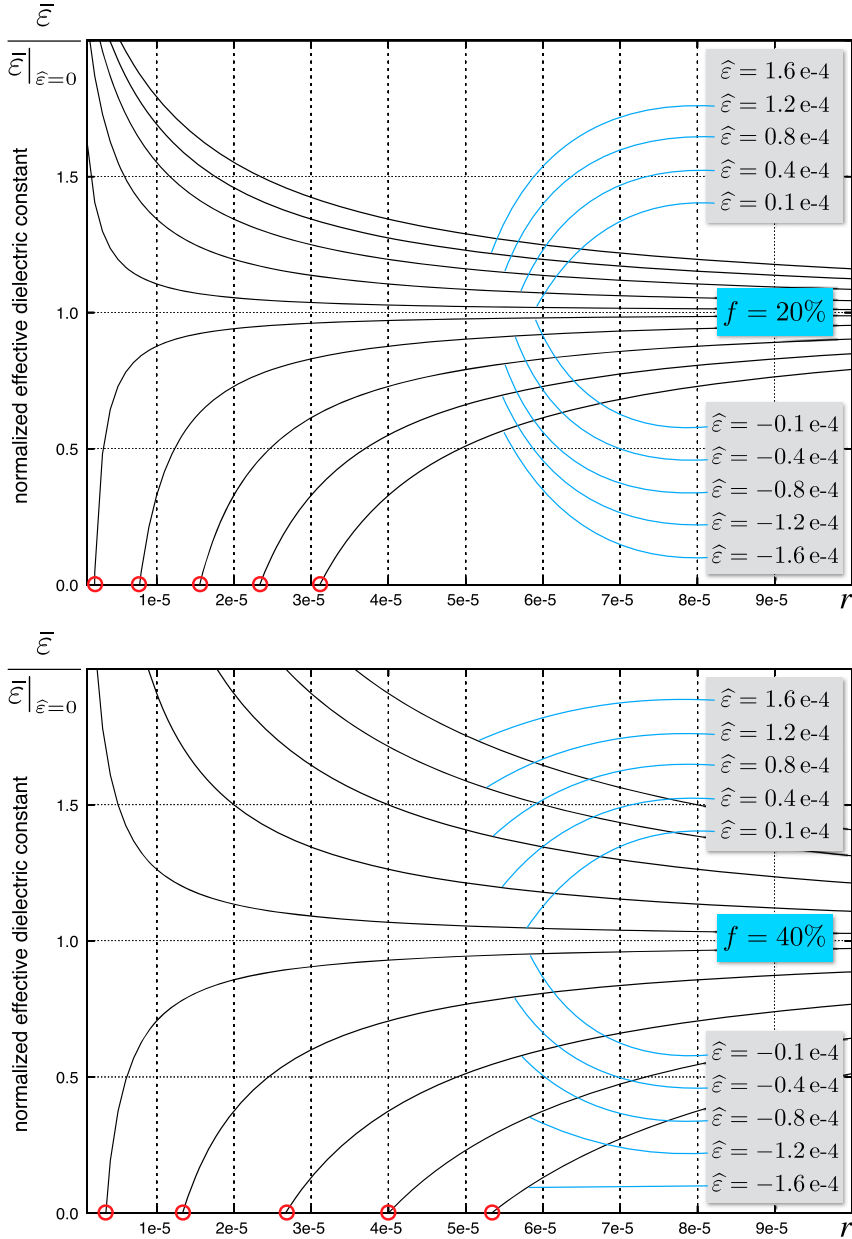 ε̄
ε̄|ε̂=0
normalized effective dielectric constant
1.5
1.0
0.5
0.0
ε̂ = 1.6 e-4
ε̂ = 1.2 e-4
ε̂ = 0.8 e-4
ε̂ = 0.4 e-4
ε̂ = 0.1 e-4
f = 20%
ε̂ = −0.1 e-4
ε̂ = −0.4 e-4
ε̂ = −0.8 e-4
ε̂ = −1.2 e-4
ε̂ = −1.6 e-4
1e-5 2e-5 3e-5 4e-5 5e-5 6e-5 7e-5 8e-5 9e-5 r
ε̄
ε̄|ε̂=0
normalized effective dielectric constant
1.5
1.0
0.5
0.0
ε̂ = 1.6 e-4
ε̂ = 1.2 e-4
ε̂ = 0.8 e-4
ε̂ = 0.4 e-4
ε̂ = 0.1 e-4
f = 40%
ε̂ = −0.1 e-4
ε̂ = −0.4 e-4
ε̂ = −0.8 e-4
ε̂ = −1.2 e-4
ε̂ = −1.6 e-4
1e-5 2e-5 3e-5 4e-5 5e-5 6e-5 7e-5 8e-5 9e-5 r